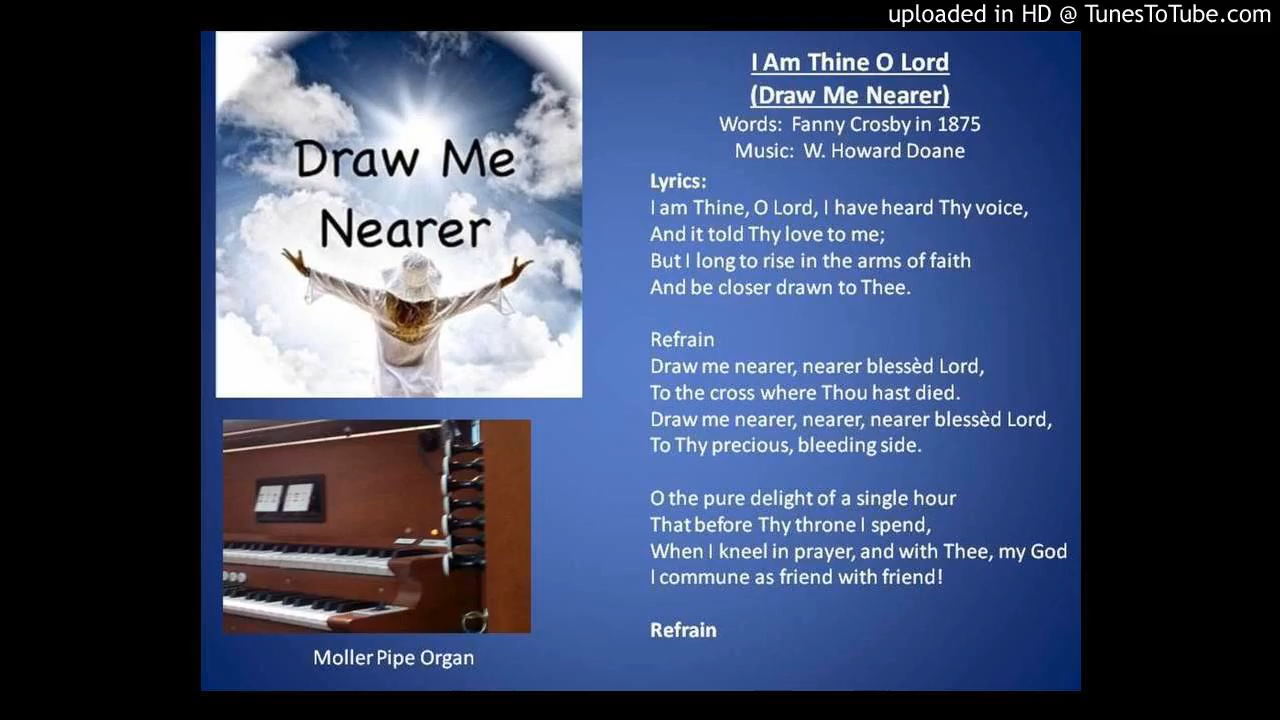 uploaded in HD @ TunesToTube.com
Draw Me
Nearer
Moller Pipe Organ
I Am Thine O Lord
(Draw Me Nearer)
Words: Fanny Crosby in 1875
Music: W. Howard Doane
Lyrics:
I am Thine, O Lord, I have heard Thy voice,
And it told Thy love to me;
But I long to rise in the arms of faith
And be closer drawn to Thee.
Refrain
Draw me nearer, nearer blessèd Lord,
To the cross where Thou hast died.
Draw me nearer, nearer, nearer blessèd Lord,
To Thy precious, bleeding side.
O the pure delight of a single hour
That before Thy throne I spend,
When I kneel in prayer, and with Thee, my God
I commune as friend with friend!
Refrain